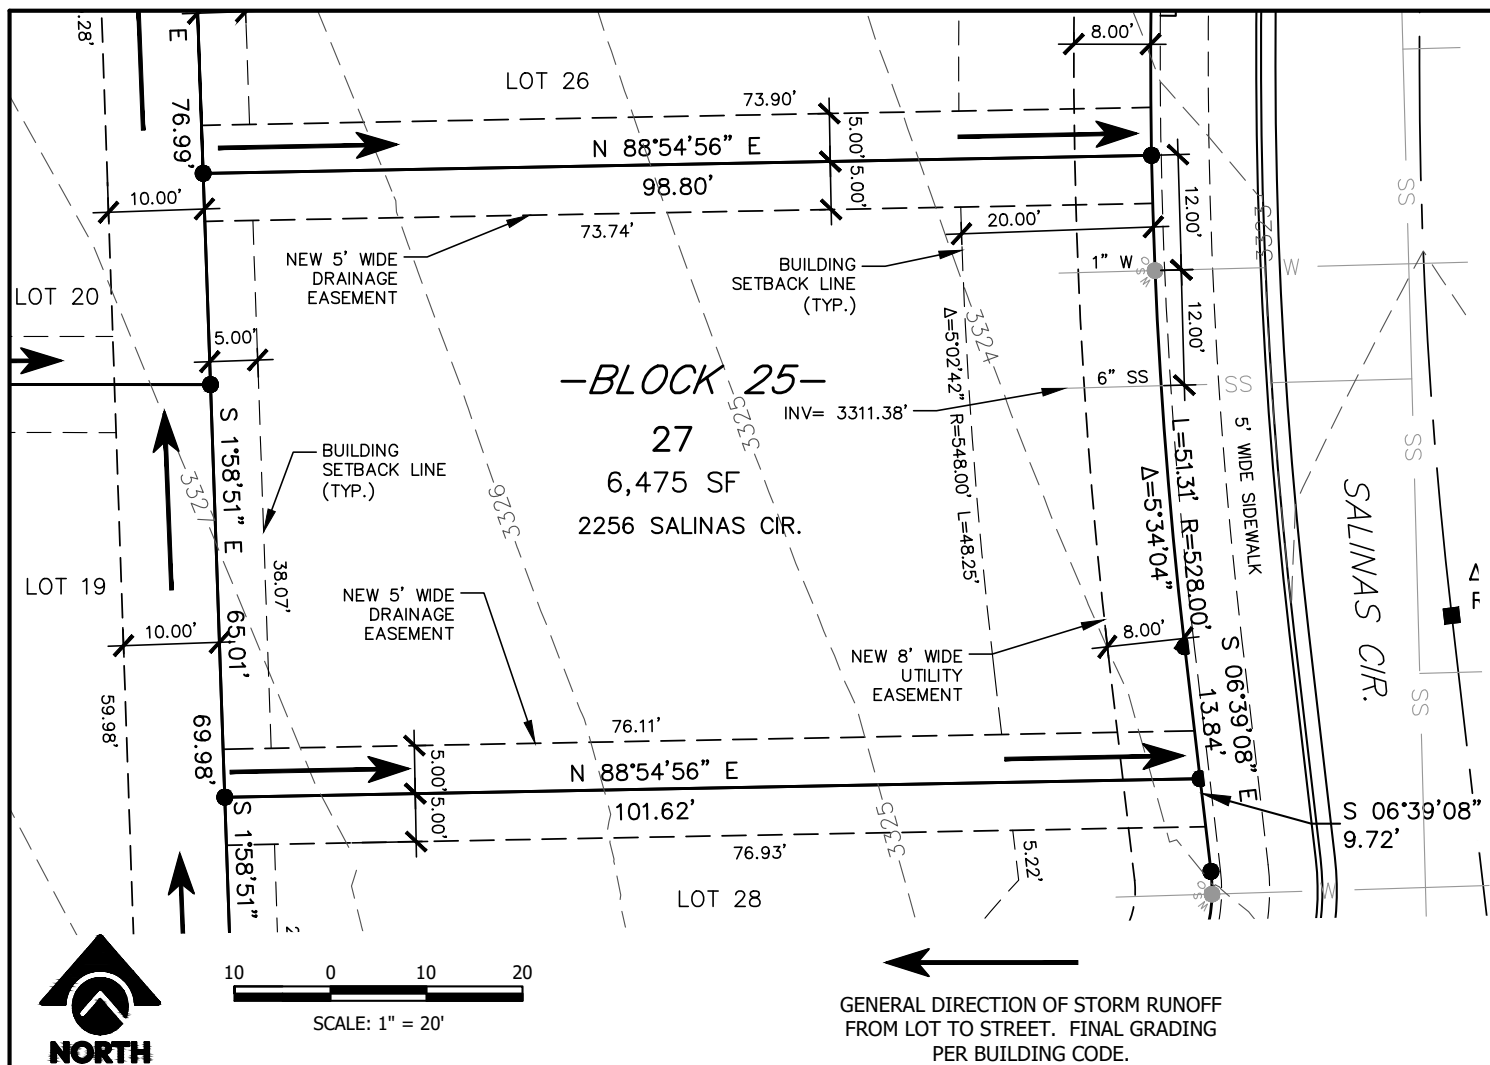 .28'
E
76.99'
LOT 26
73.90'
8.00'
N 88°54'56" E
98.80'
5.00'
5.00'
10.00'
73.74'
20.00'
12.00'
3323
SS
NEW 5' WIDE
DRAINAGE
EASEMENT
BUILDING
SETBACK LINE
(TYP.)
1" W
WSO
W
LOT 20
5.00'
12.00'
3324
Δ=5°02'42" R=548.00' L=48.25'
-BLOCK 25-
27
6,475 SF
2256 SALINAS CIR.
INV= 3311.38'
6" SS
SS
SS
3325
3326
3327
S 1°58'51" E
65.01'
BUILDING
SETBACK LINE
(TYP.)
L=51.31' R=528.00'
Δ=5°34'04"
5' WIDE SIDEWALK
SALINAS CIR.
Δ
LOT 19
38.07'
NEW 5' WIDE
DRAINAGE
EASEMENT
10.00'
59.98'
8.00'
NEW 8' WIDE
UTILITY
EASEMENT
S 06°39'08" E
13.84'
SS
69.98'
76.11'
5.00'
5.00'
N 88°54'56" E
101.62'
S 06°39'08"
9.72'
S 1°58'51"
76.93'
3325
5.22'
LOT 28
WSO
W
NORTH
10 0 10 20
SCALE: 1" = 20'
GENERAL DIRECTION OF STORM RUNOFF
FROM LOT TO STREET. FINAL GRADING
PER BUILDING CODE.